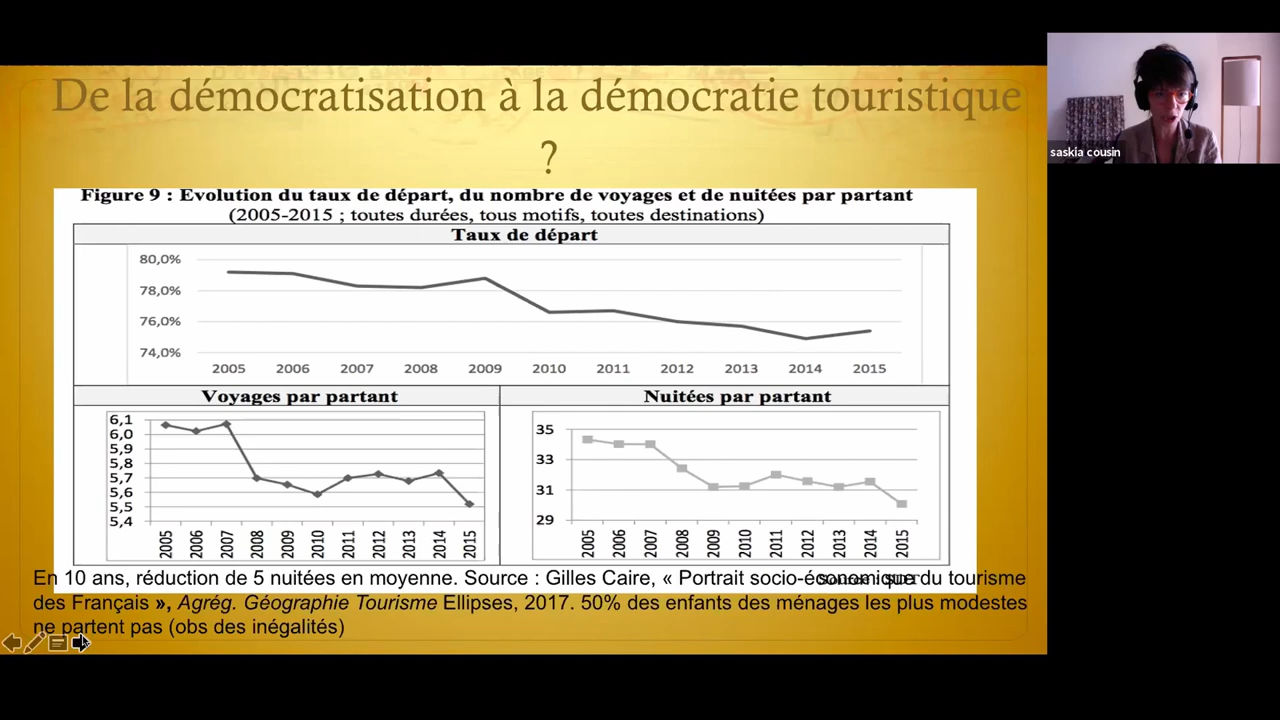 De la démocratisation à la démocratie touristique
?
saskia cousin
Figure 9 : Evolution du taux de départ, du nombre de voyages et de nuitées par partant
(2005-2015 ; toutes durées, tous motifs, toutes destinations)
Taux de départ
80,0%
78,0%
76,0%
74,0%
2005 2006 2007 2008 2009 2010 2011 2012 2013 2014 2015
Voyages par partant
6,1
6,0
5,9
5,8
5,7
5,6
5,5
5,4
2005 2006 2007 2008 2009 2010 2011 2012 2013 2014 2015
Nuitées par partant
35
33
31
29
2005 2006 2007 2008 2009 2010 2011 2012 2013 2014 2015
En 10 ans, réduction de 5 nuitées en moyenne. Source : Gilles Caire, « Portrait socio-économique du tourisme
des Français », Agrég. Géographie Tourisme Ellipses, 2017. 50% des enfants des ménages les plus modestes
ne partent pas (obs des inégalités)